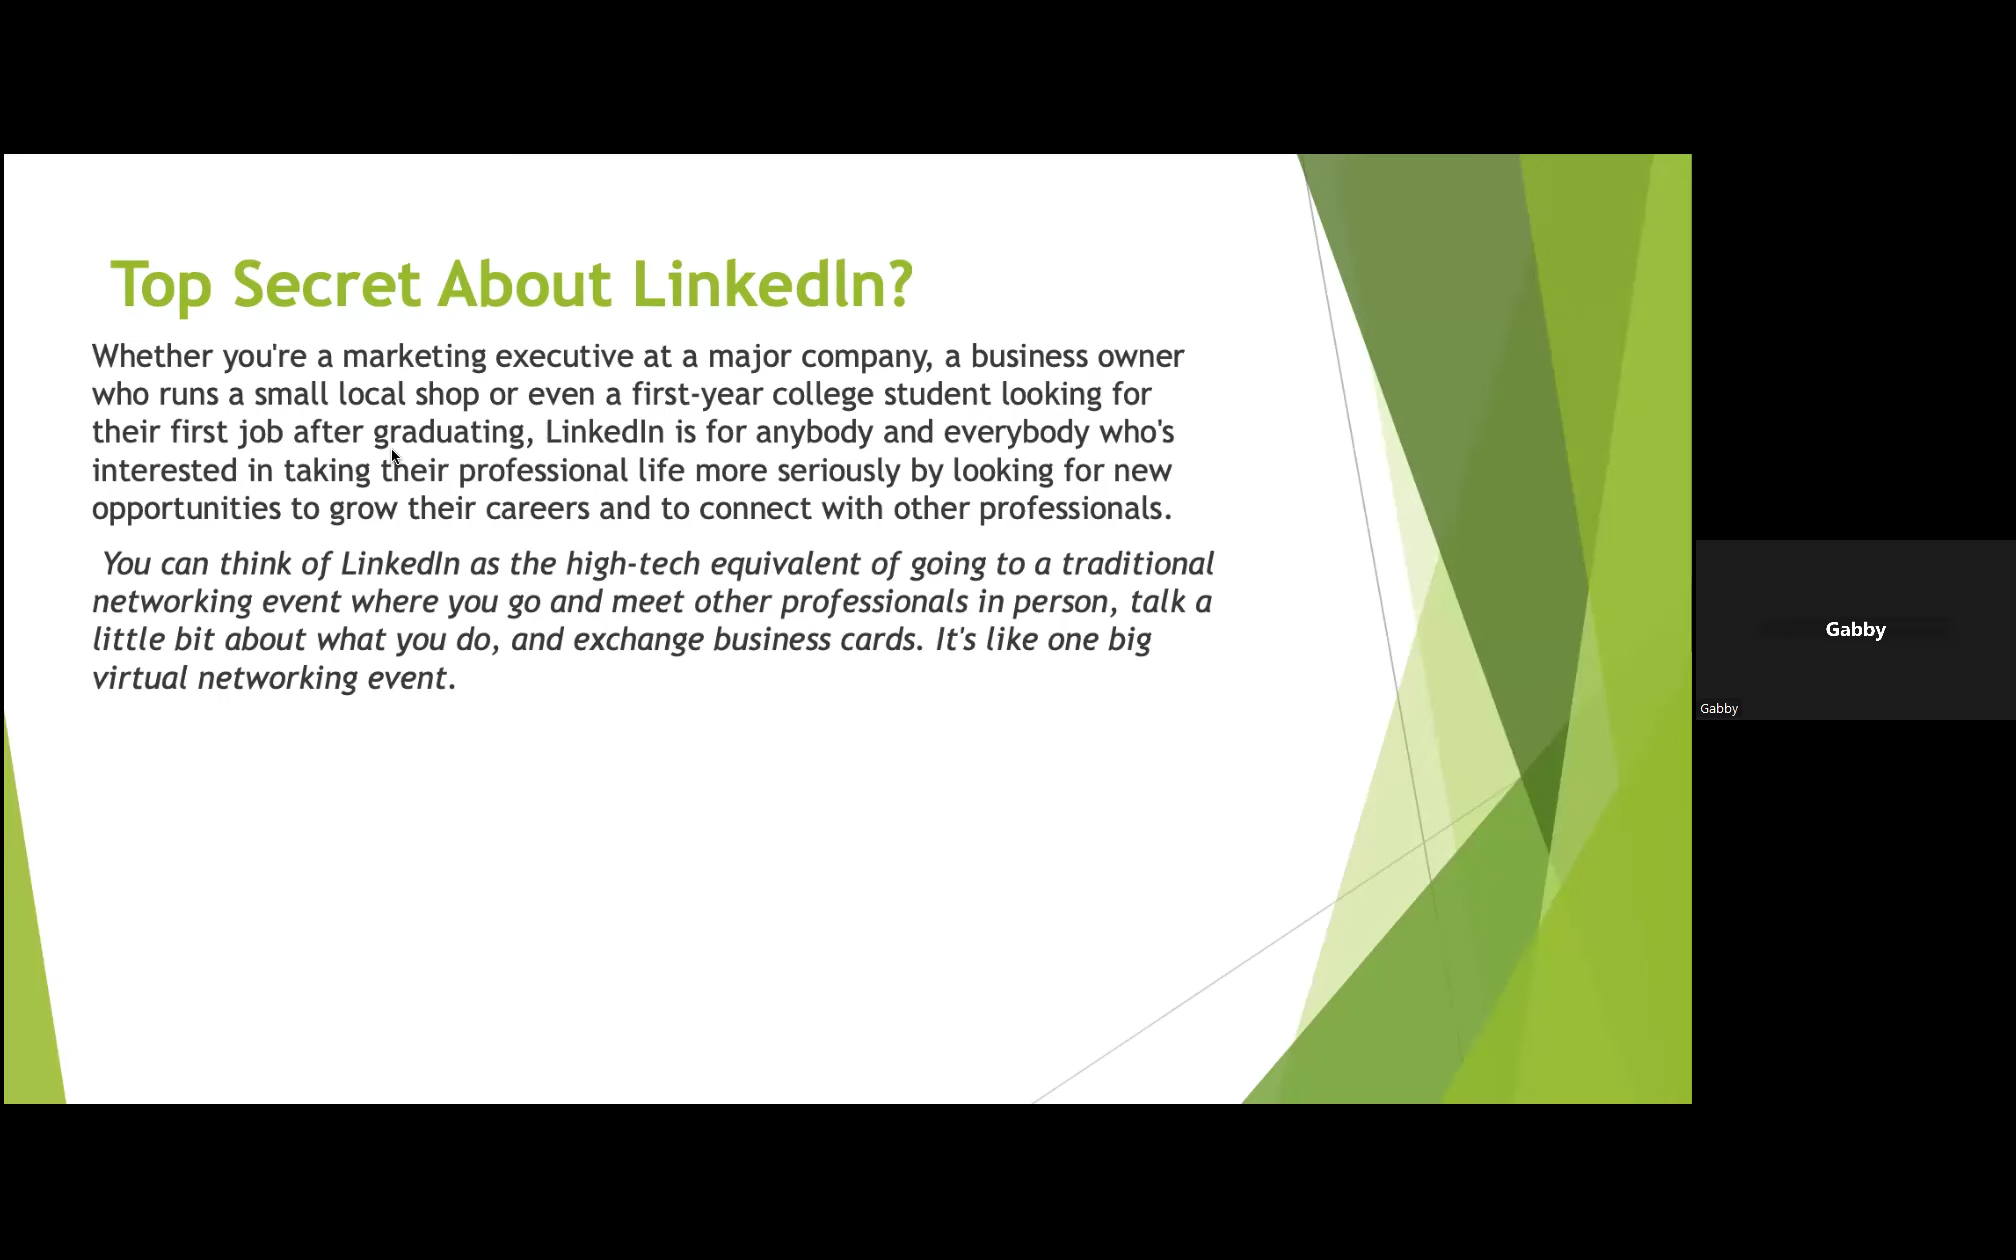 Top Secret About LinkedIn?
Whether you're a marketing executive at a major company, a business owner
who runs a small local shop or even a first-year college student looking for
their first job after graduating, LinkedIn is for anybody and everybody who's
interested in taking their professional life more seriously by looking for new
opportunities to grow their careers and to connect with other professionals.
You can think of LinkedIn as the high-tech equivalent of going to a traditional
networking event where you go and meet other professionals in person, talk a
little bit about what you do, and exchange business cards. It's like one big
virtual networking event.
Gabby
Gabby